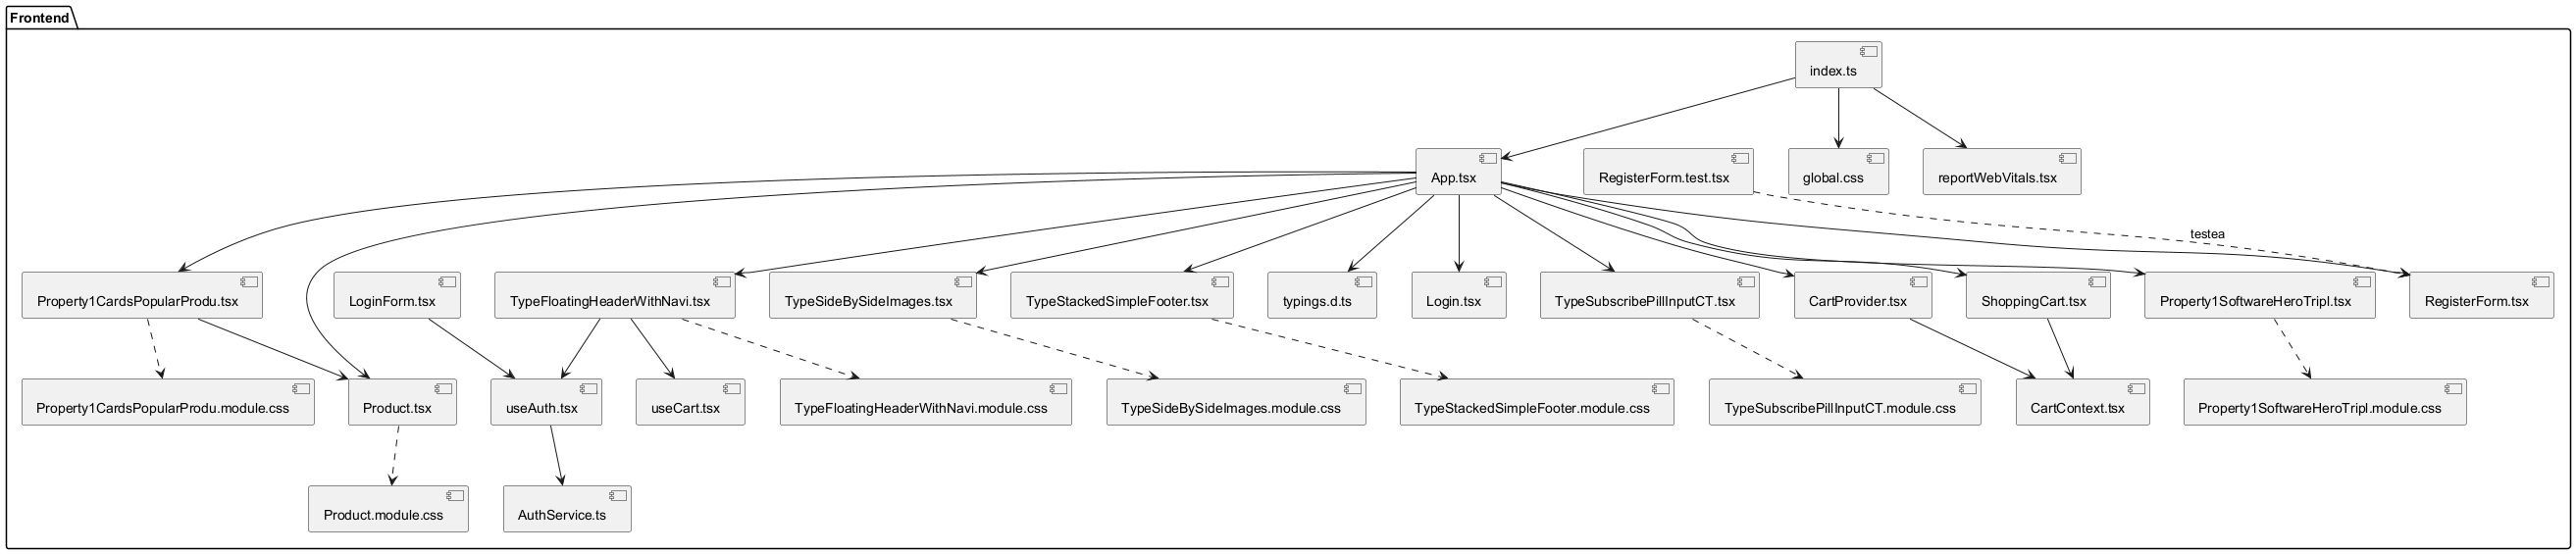 Frontend
index.ts
App.tsx
RegisterForm.test.tsx
global.css
reportWebVitals.tsx
testea
Property1CardsPopularProdu.tsx
LoginForm.tsx
TypeFloatingHeaderWithNavi.tsx
TypeSideBySideImages.tsx
TypeStackedSimpleFooter.tsx
typings.d.ts
Login.tsx
TypeSubscribePillInputCT.tsx
CartProvider.tsx
ShoppingCart.tsx
Property1SoftwareHeroTripl.tsx
RegisterForm.tsx
Property1CardsPopularProdu.module.css
Product.tsx
useAuth.tsx
useCart.tsx
TypeFloatingHeaderWithNavi.module.css
TypeSideBySideImages.module.css
TypeStackedSimpleFooter.module.css
TypeSubscribePillInputCT.module.css
CartContext.tsx
Property1SoftwareHeroTripl.module.css
Product.module.css
AuthService.ts